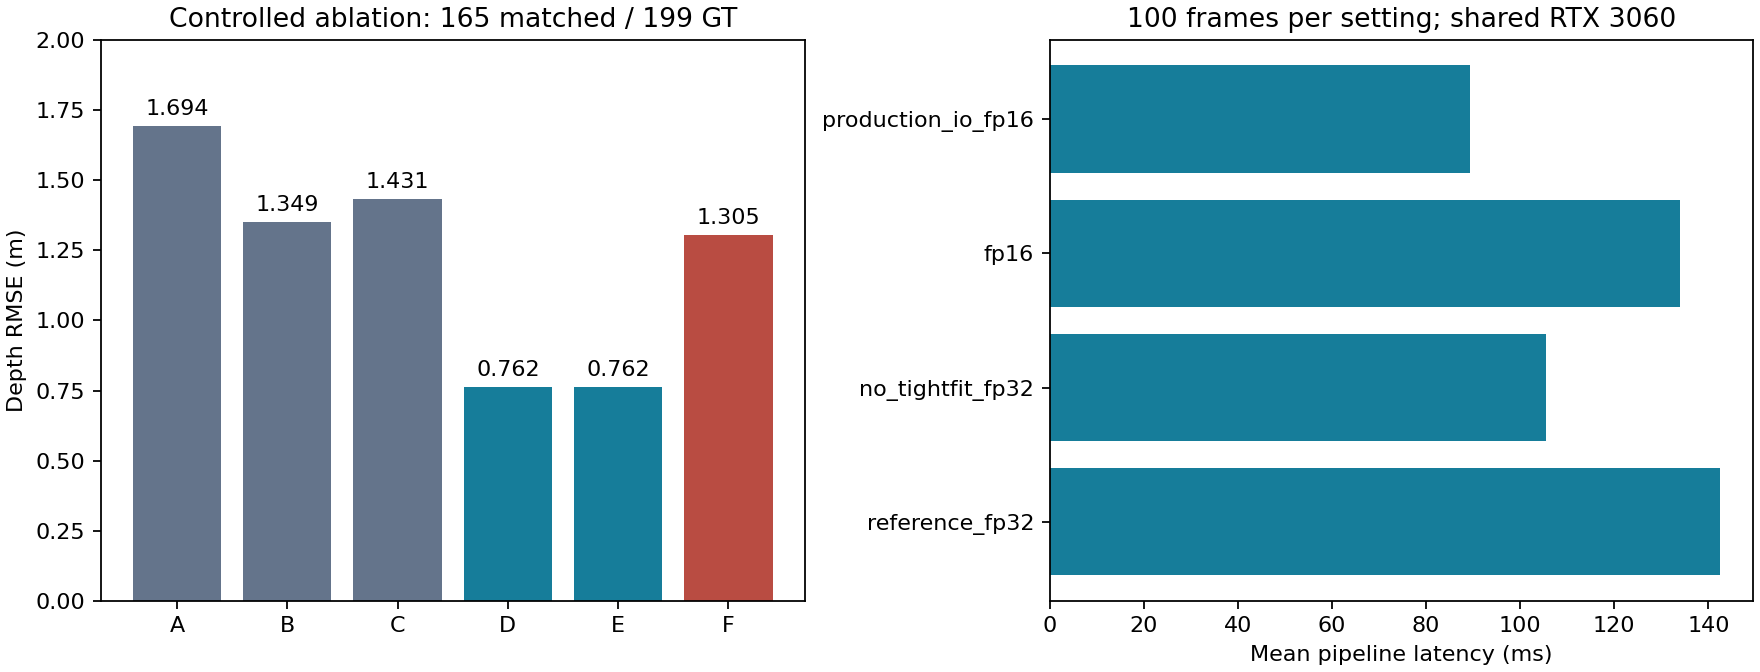 Controlled ablation: 165 matched / 199 GT
Depth RMSE (m)
2.00
1.75
1.50
1.25
1.00
0.75
0.50
0.25
0.00
1.694
1.349
1.431
0.762
0.762
1.305
A
B
C
D
E
F
100 frames per setting; shared RTX 3060
production_io_fp16
fp16
no_tightfit_fp32
reference_fp32
0
20
40
60
80
100
120
140
Mean pipeline latency (ms)